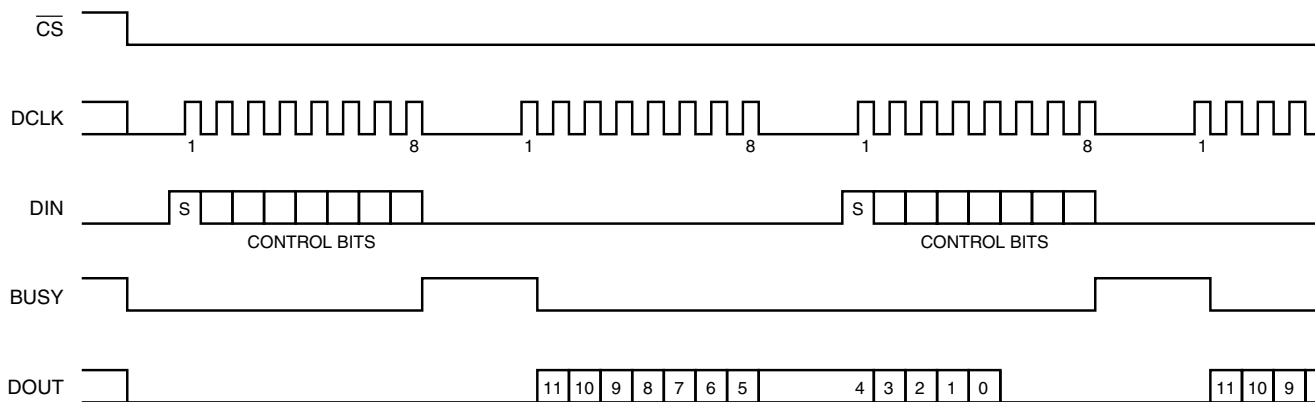 CS
DCLK
1 8 1 8 1 8 1
DIN S S
CONTROL BITS CONTROL BITS
BUSY
DOUT 11 10 9 8 7 6 5 4 3 2 1 0 11 10 9